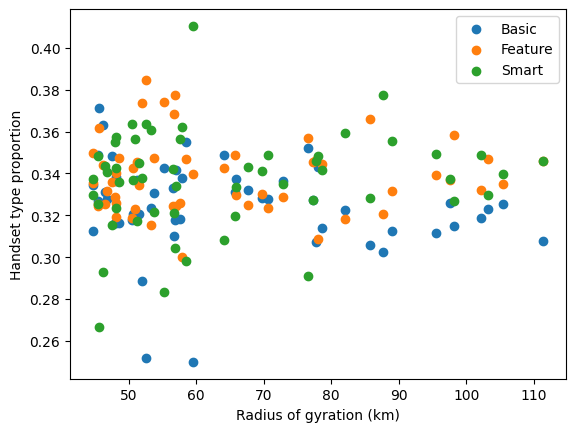 Basic
Feature
Smart
Handset type proportion
0.40
0.38
0.36
0.34
0.32
0.30
0.28
0.26
50 60 70 80 90 100 110
Radius of gyration (km)